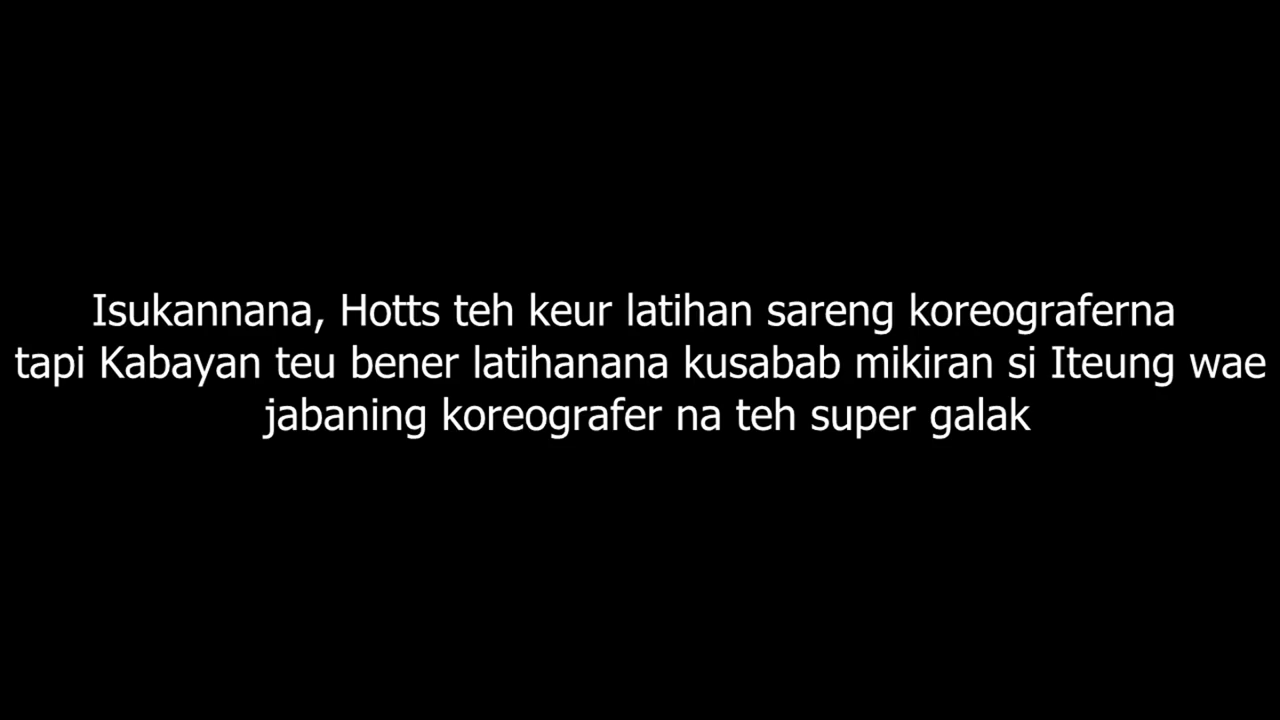 Isukannana, Hotts teh keur latihan sareng koreograferna
tapi Kabayan teu bener latihanana kusabab mikiran si Iteung wae
jabaning koreografer na teh super galak